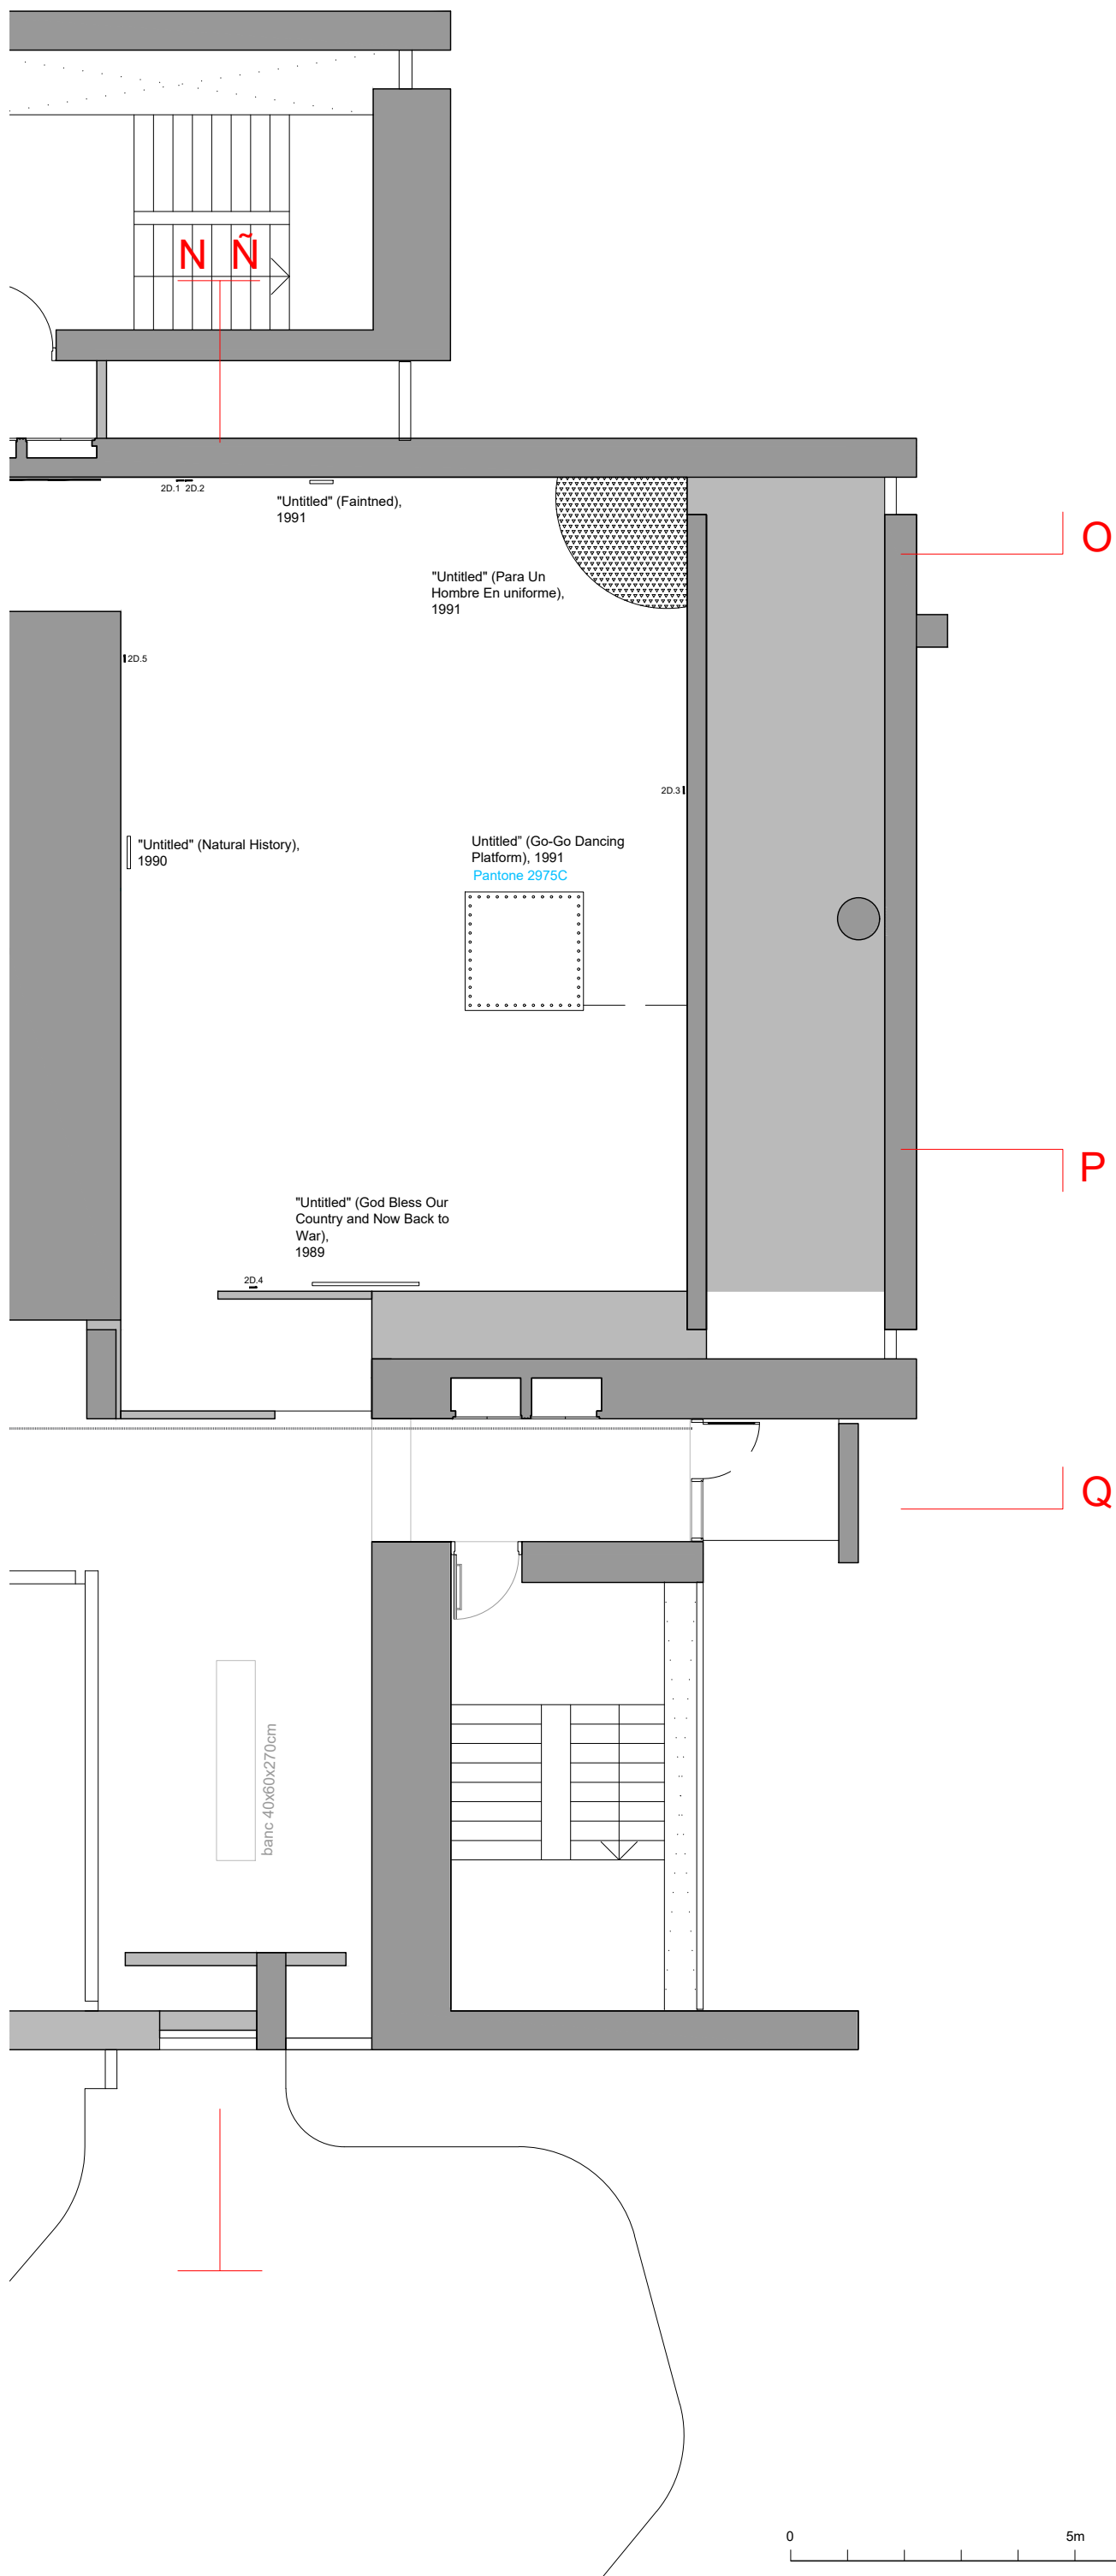 N Ñ
2D.1 2D.2
"Untitled" (Faintned),
1991
O
"Untitled" (Para Un
Hombre En uniforme),
1991
2D.5
2D.3
"Untitled" (Natural History),
1990
Untitled" (Go-Go Dancing
Platform), 1991
Pantone 2975C
P
"Untitled" (God Bless Our
Country and Now Back to
War),
1989
2D.4
Q
banc 40x60x270cm
0 5m